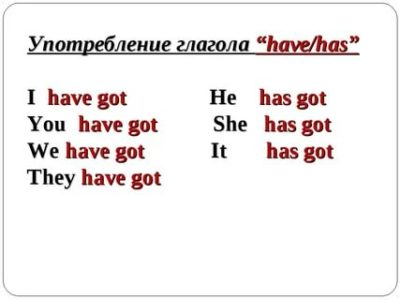 Употребление глагола “have/has”
I have got He has got
You have got She has got
We have got It has got
They have got